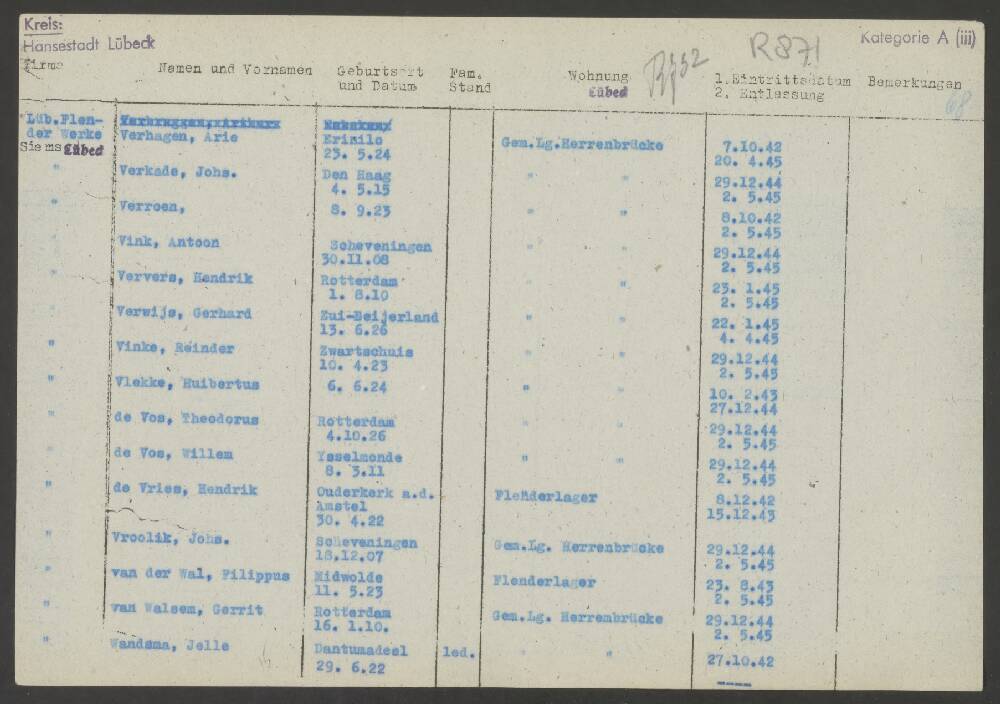 Kreis:
Hansestadt Lübeck
Kategorie A (iii)
R 871
Firma Namen und Vornamen Geburtsort und Datum Fam. Stand Wohnung Lübeck 1. Eintrittsdatum 2. Entlassung Bemerkungen
68
Lüb.Flen-
der Werke
Siems Lübeck
Verhagen, Arie Gem.Lg.Herrenbrücke 7.10.42
25. 5.24 20. 4.45
" Verkade, Johs. Den Haag " " 29.12.44
4. 5.15 2. 5.45
" Verroen, 8. 9.23 " " 8.10.42
2. 5.45
" Vink, Antoon Scheveningen " " 29.12.44
30.11.08 2. 5.45
" Ververs, Hendrik Rotterdam " " 23. 1.45
1. 8.10 2. 5.45
" Verwijs, Gerhard Zui-Beijerland " " 22. 1.45
13. 6.26 4. 4.45
" Vinke, Reinder Zwartschuis " " 29.12.44
10. 4.23 2. 5.45
" Vlekke, Huibertus 6. 6.24 " " 10. 2.43
27.12.44
" de Vos, Theodorus Rotterdam " " 29.12.44
4.10.26 2. 5.45
" de Vos, Willem Ysselmonde " " 29.12.44
8. 3.11 2. 5.45
" de Vries, Hendrik Ouderkerk a.d. Flenderlager 8.12.42
Amstel 15.12.43
30. 4.22
" Vroolik, Johs. Scheveningen Gem.Lg. Herrenbrücke 29.12.44
18.12.07 2. 5.45
" van der Wal, Filippus Midwolde Flenderlager 23. 8.43
11. 5.23 2. 5.45
" van Walsem, Gerrit Rotterdam Gem.Lg. Herrenbrücke 29.12.44
16. 1.10. 2. 5.45
" Wandsma, Jelle Dantumadeel led. " " 27.10.42
29. 6.22